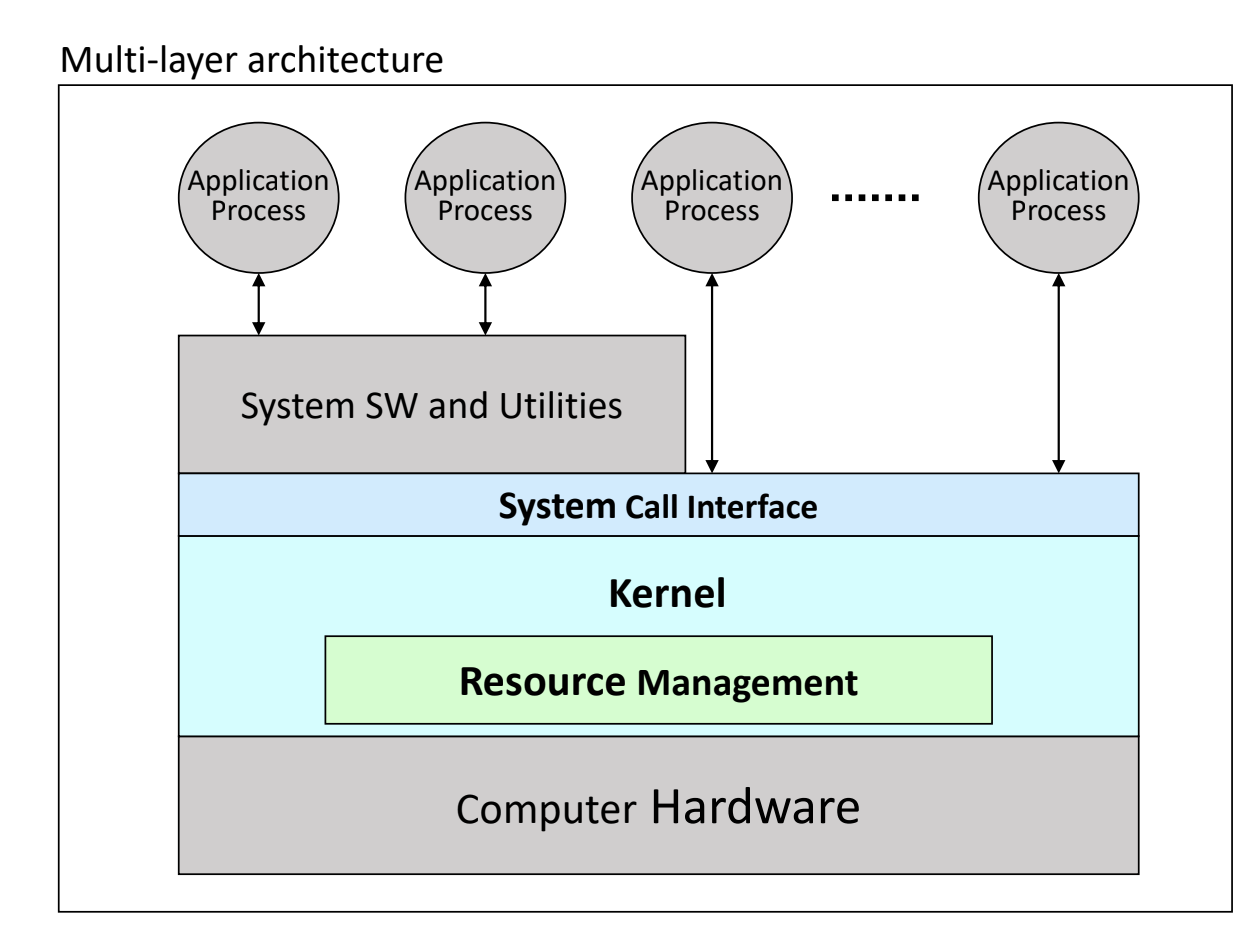 Multi-layer architecture
Application
Process
Application
Process
Application
Process
.......
Application
Process
System SW and Utilities
System Call Interface
Kernel
Resource Management
Computer Hardware